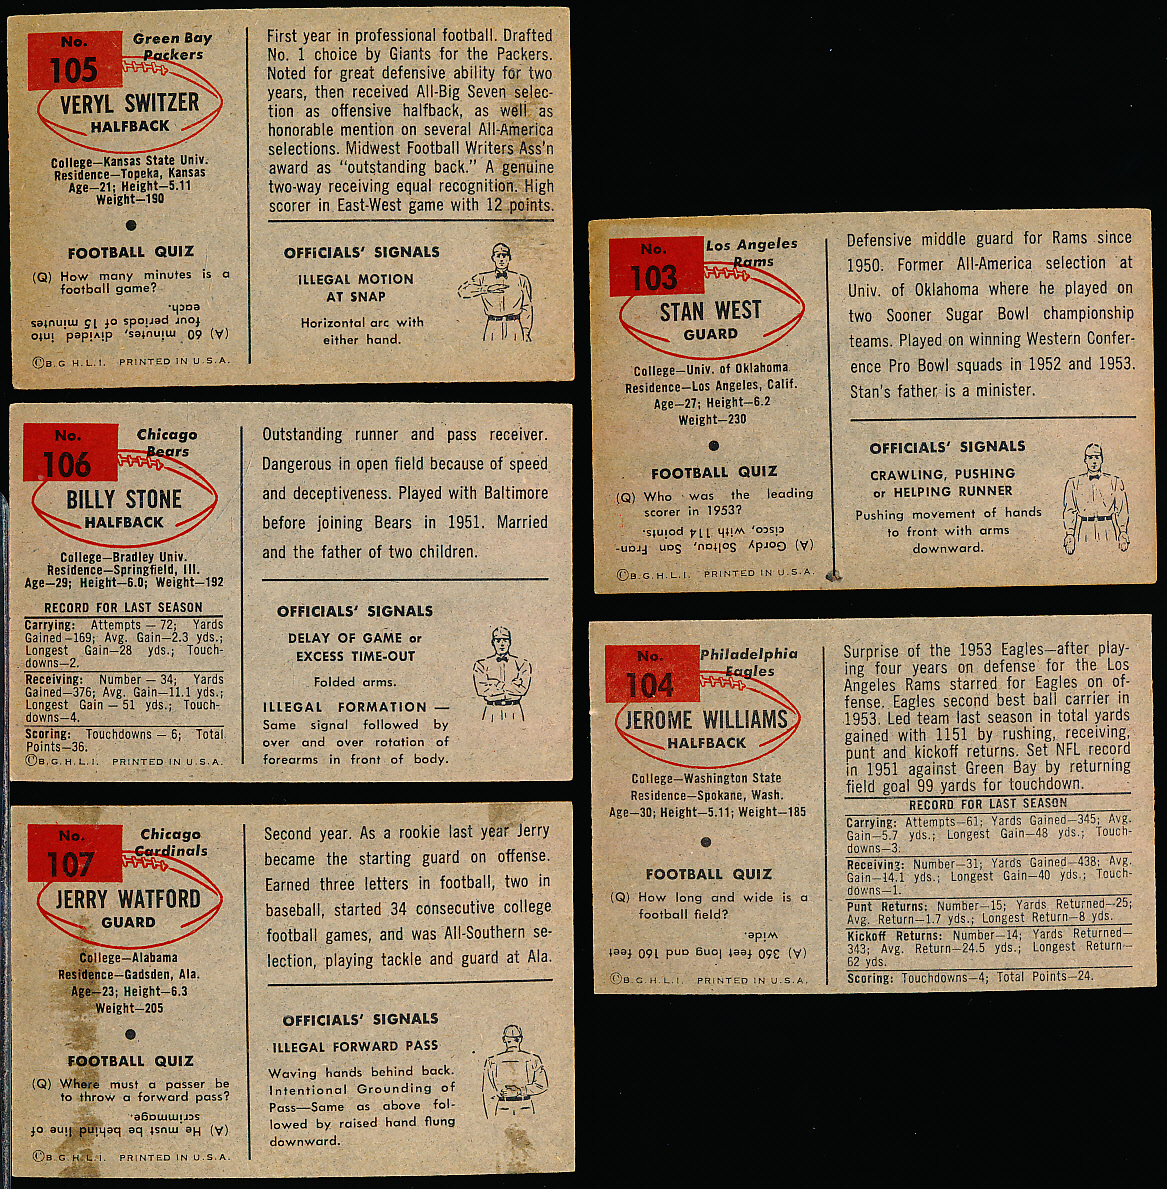 No.
105
Green Bay
Packers
VERYL SWITZER
HALFBACK
College—Kansas State Univ.
Residence—Topeka, Kansas
Age—21; Height—5.11
Weight—190
FOOTBALL QUIZ
(Q) How many minutes is a
football game?
(A) 60 minutes, divided into
four periods of 15 minutes
each.
©B.G.H.L.I. PRINTED IN U.S.A.
First year in professional football. Drafted
No. 1 choice by Giants for the Packers.
Noted for great defensive ability for two
years, then received All-Big Seven selec-
tion as offensive halfback, as well as
honorable mention on several All-America
selections. Midwest Football Writers Ass'n
award as "outstanding back." A genuine
two-way receiving equal recognition. High
scorer in East-West game with 12 points.
OFFICIALS' SIGNALS
ILLEGAL MOTION
AT SNAP
Horizontal arc with
either hand.
No.
106
Chicago
Bears
BILLY STONE
HALFBACK
College—Bradley Univ.
Residence—Springfield, Ill.
Age—29; Height—6.0; Weight—192
RECORD FOR LAST SEASON
Carrying: Attempts — 72; Yards
Gained—169; Avg. Gain—2.3 yds.;
Longest Gain—28 yds.; Touch-
downs—2.
Receiving: Number — 34; Yards
Gained—376; Avg. Gain—11.1 yds.;
Longest Gain — 51 yds.; Touch-
downs—4.
Scoring: Touchdowns — 6; Total
Points—36.
©B.G.H.L.I. PRINTED IN U.S.A.
Outstanding runner and pass receiver.
Dangerous in open field because of speed
and deceptiveness. Played with Baltimore
before joining Bears in 1951. Married
and the father of two children.
OFFICIALS' SIGNALS
DELAY OF GAME or
EXCESS TIME-OUT
Folded arms.
ILLEGAL FORMATION —
Same signal followed by
over and over rotation of
forearms in front of body.
No.
107
Chicago
Cardinals
JERRY WATFORD
GUARD
College—Alabama
Residence—Gadsden, Ala.
Age—23; Height—6.3
Weight—205
FOOTBALL QUIZ
(Q) Where must a passer be
to throw a forward pass?
(A) He must be behind line of
scrimmage.
©B.G.H.L.I. PRINTED IN U.S.A.
Second year. As a rookie last year Jerry
became the starting guard on offense.
Earned three letters in football, two in
baseball, started 34 consecutive college
football games, and was All-Southern se-
lection, playing tackle and guard at Ala.
OFFICIALS' SIGNALS
ILLEGAL FORWARD PASS
Waving hands behind back.
Intentional Grounding of
Pass—Same as above fol-
lowed by raised hand flung
downward.
No.
103
Los Angeles
Rams
STAN WEST
GUARD
College—Univ. of Oklahoma
Residence—Los Angeles, Calif.
Age—27; Height—6.2
Weight—230
FOOTBALL QUIZ
(Q) Who was the leading
scorer in 1953?
(A) Gordy Soltau, San Fran-
cisco, with 114 points.
©B.G.H.L.I. PRINTED IN U.S.A.
Defensive middle guard for Rams since
1950. Former All-America selection at
Univ. of Oklahoma where he played on
two Sooner Sugar Bowl championship
teams. Played on winning Western Confer-
ence Pro Bowl squads in 1952 and 1953.
Stan's father is a minister.
OFFICIALS' SIGNALS
CRAWLING, PUSHING
or HELPING RUNNER
Pushing movement of hands
to front with arms
downward.
No.
104
Philadelphia
Eagles
JEROME WILLIAMS
HALFBACK
College—Washington State
Residence—Spokane, Wash.
Age—30; Height—5.11; Weight—185
FOOTBALL QUIZ
(Q) How long and wide is a
football field?
(A) 360 feet long and 160 feet
wide.
©B.G.H.L.I. PRINTED IN U.S.A.
Surprise of the 1953 Eagles—after play-
ing four years on defense for the Los
Angeles Rams starred for Eagles on of-
fense. Eagles second best ball carrier in
1953. Led team last season in total yards
gained with 1151 by rushing, receiving,
punt and kickoff returns. Set NFL record
in 1951 against Green Bay by returning
field goal 99 yards for touchdown.
RECORD FOR LAST SEASON
Carrying: Attempts—61; Yards Gained—345; Avg.
Gain—5.7 yds.; Longest Gain—48 yds.; Touch-
downs—3.
Receiving: Number—31; Yards Gained—438; Avg.
Gain—14.1 yds.; Longest Gain—40 yds.; Touch-
downs—1.
Punt Returns: Number—15; Yards Returned—25;
Avg. Return—1.7 yds.; Longest Return—8 yds.
Kickoff Returns: Number—14; Yards Returned—
343; Avg. Return—24.5 yds.; Longest Return—
62 yds.
Scoring: Touchdowns—4; Total Points—24.